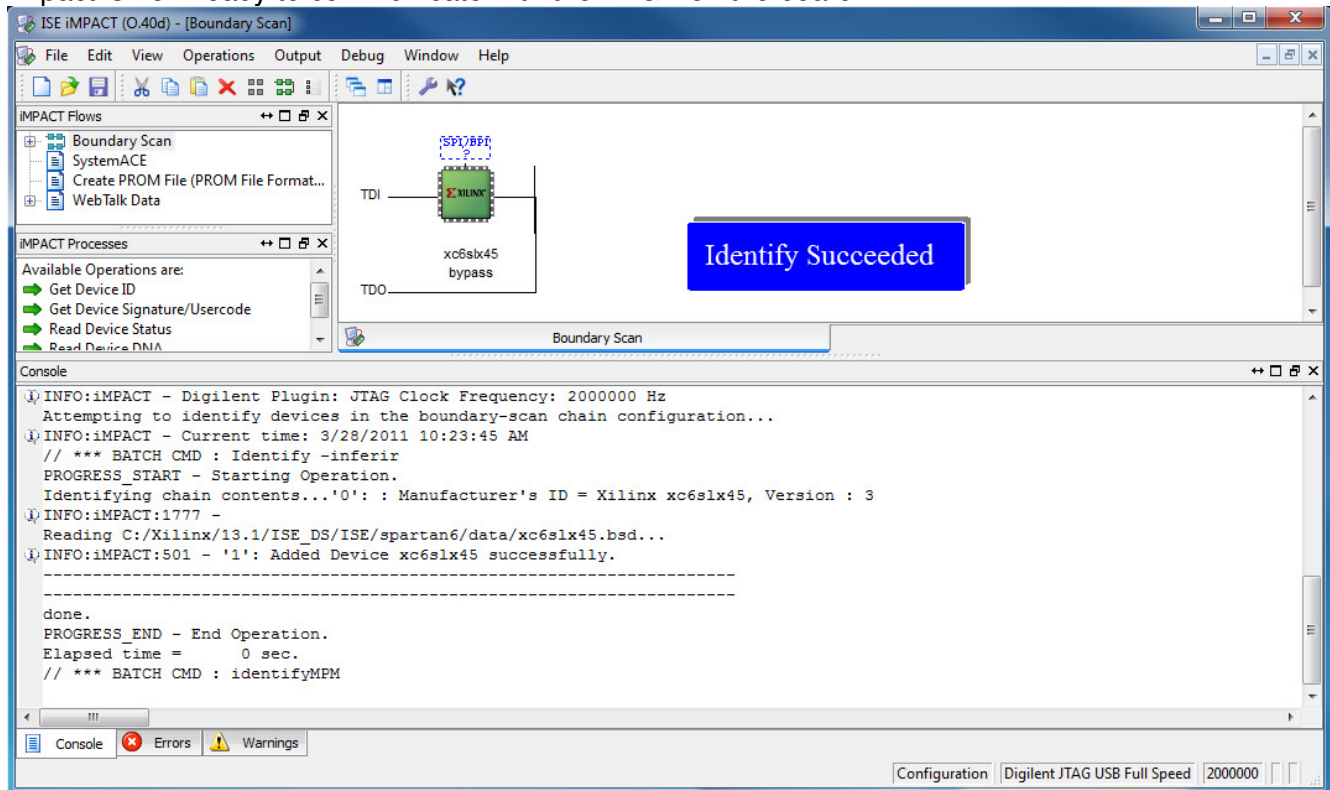 ISE iMPACT (O.40d) - [Boundary Scan]
File Edit View Operations Output Debug Window Help
iMPACT Flows
Boundary Scan
SystemACE
Create PROM File (PROM File Format...
WebTalk Data
iMPACT Processes
Available Operations are:
Get Device ID
Get Device Signature/Usercode
Read Device Status
Read Device DNA
SPI/BPI
?
TDI
XILINX
xc6slx45
bypass
TDO
Identify Succeeded
Boundary Scan
Console
INFO:iMPACT - Digilent Plugin: JTAG Clock Frequency: 2000000 Hz
Attempting to identify devices in the boundary-scan chain configuration...
INFO:iMPACT - Current time: 3/28/2011 10:23:45 AM
// *** BATCH CMD : Identify -inferir
PROGRESS_START - Starting Operation.
Identifying chain contents...'0': : Manufacturer's ID = Xilinx xc6slx45, Version : 3
INFO:iMPACT:1777 -
Reading C:/Xilinx/13.1/ISE_DS/ISE/spartan6/data/xc6slx45.bsd...
INFO:iMPACT:501 - '1': Added Device xc6slx45 successfully.
----------------------------------------------------------------------
----------------------------------------------------------------------
done.
PROGRESS_END - End Operation.
Elapsed time = 0 sec.
// *** BATCH CMD : identifyMPM
Console Errors Warnings
Configuration Digilent JTAG USB Full Speed 2000000